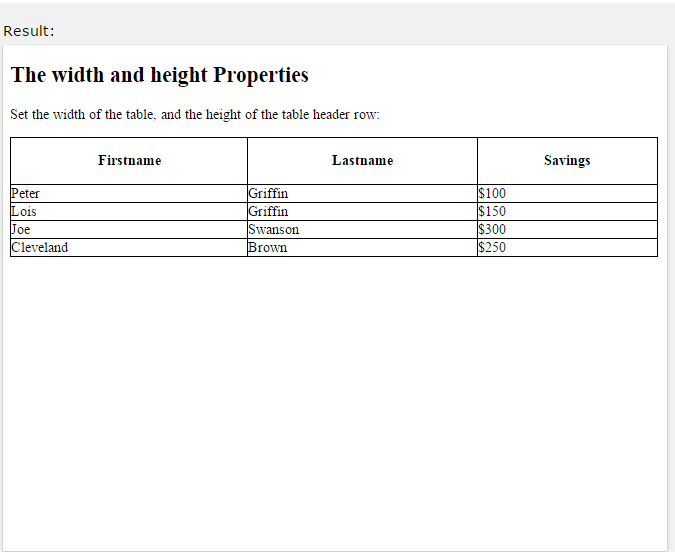 Result:
The width and height Properties
Set the width of the table, and the height of the table header row:
Firstname Lastname Savings
Peter Griffin $100
Lois Griffin $150
Joe Swanson $300
Cleveland Brown $250